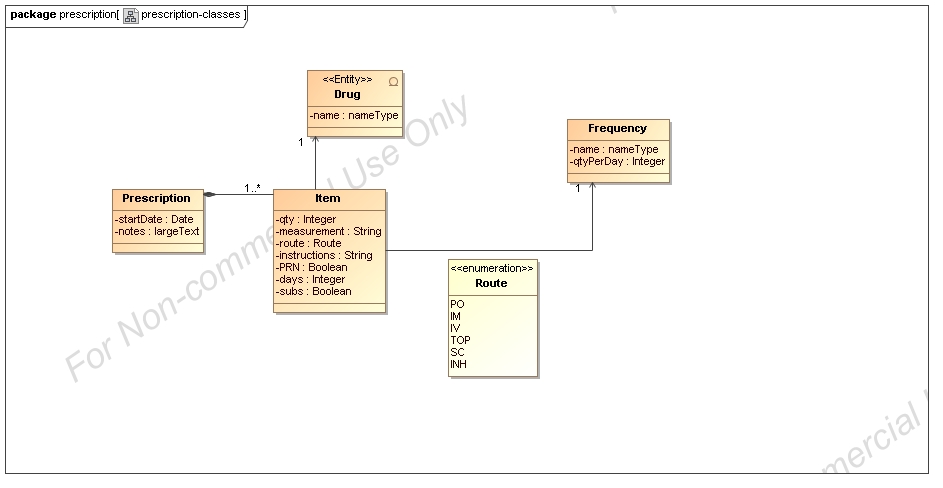 package prescription[ prescription-classes ]
<<Entity>>
Drug
-name : nameType
1
Frequency
-name : nameType
-qtyPerDay : Integer
1
Prescription
-startDate : Date
-notes : largeText
1..*
Item
-qty : Integer
-measurement : String
-route : Route
-instructions : String
-PRN : Boolean
-days : Integer
-subs : Boolean
<<enumeration>>
Route
PO
IM
IV
TOP
SC
INH
For Non-commercial Use Only